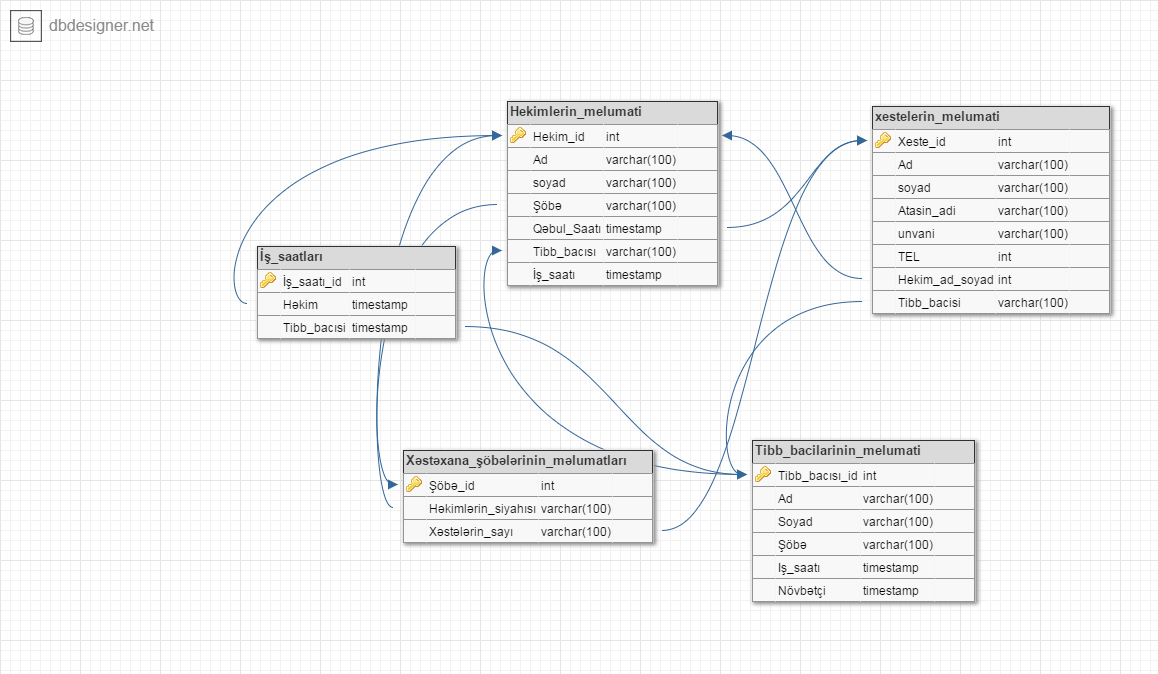 dbdesigner.net
Hekimlerin_melumati
Hekim_id int
Ad varchar(100)
soyad varchar(100)
Şöbə varchar(100)
Qəbul_Saatı timestamp
Tibb_bacısı varchar(100)
İş_saatı timestamp
xestelerin_melumati
Xeste_id int
Ad varchar(100)
soyad varchar(100)
Atasin_adi varchar(100)
unvani varchar(100)
TEL int
Hekim_ad_soyad int
Tibb_bacisi varchar(100)
İş_saatları
İş_saatı_id int
Həkim timestamp
Tibb_bacısi timestamp
Xəstəxana_şöbələrinin_məlumatları
Şöbə_id int
Həkimlərin_siyahısı varchar(100)
Xəstələrin_sayı varchar(100)
Tibb_bacilarinin_melumati
Tibb_bacısı_id int
Ad varchar(100)
Soyad varchar(100)
Şöbə varchar(100)
Iş_saatı timestamp
Növbətçi timestamp